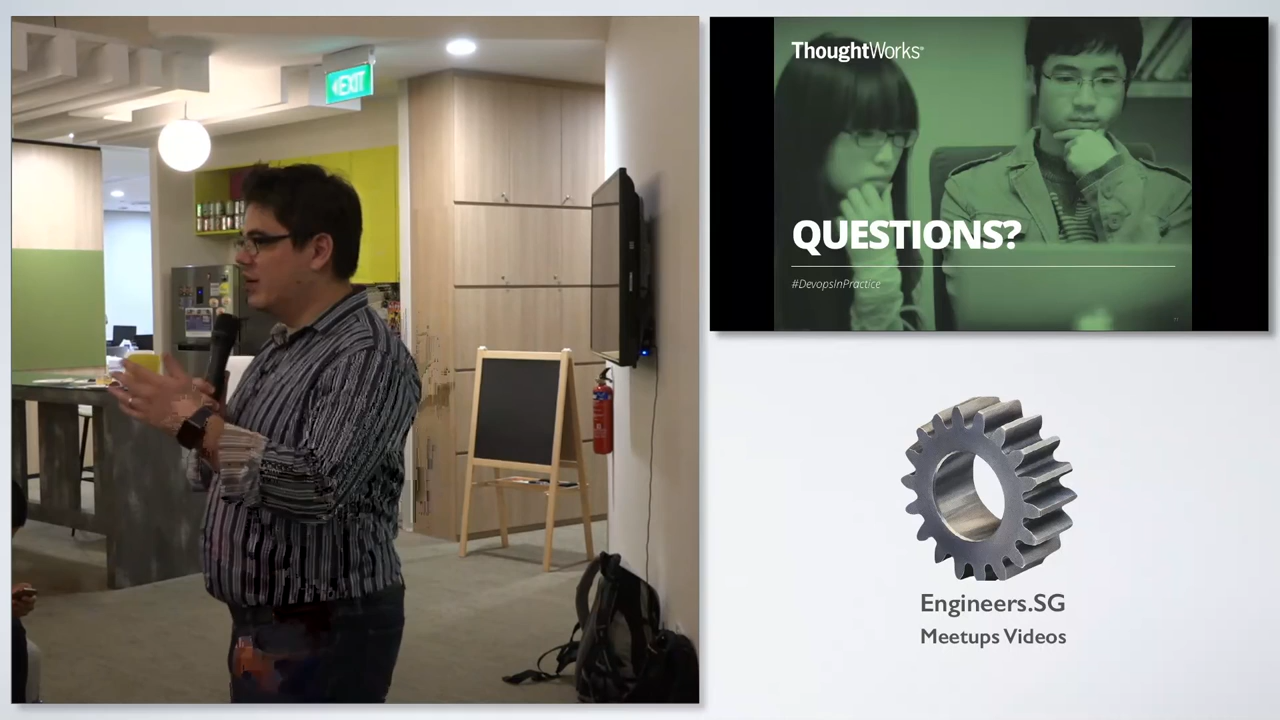 EXIT
ThoughtWorks®
QUESTIONS?
#DevopsInPractice
Engineers.SG
Meetups Videos